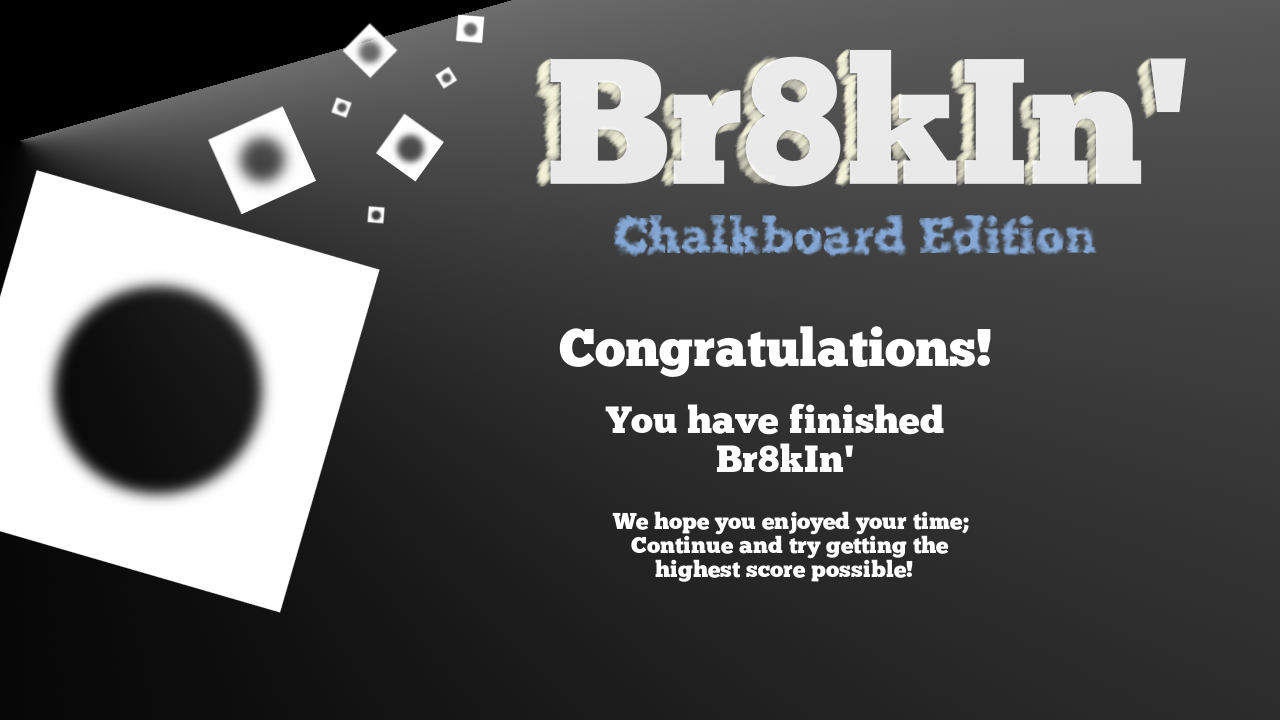 Br8kIn'
Chalkboard Edition
Congratulations!
You have finished
Br8kIn'
We hope you enjoyed your time;
Continue and try getting the
highest score possible!